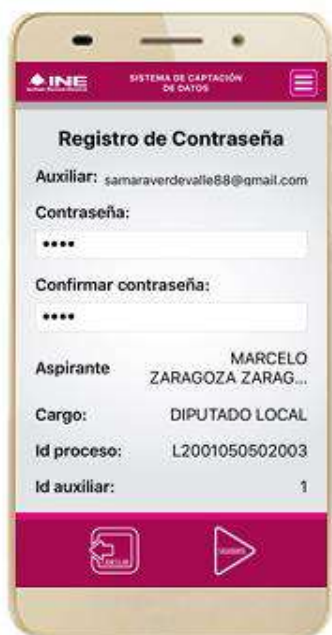 INE
SISTEMA DE CAPTACIÓN
DE DATOS
Registro de Contraseña
Auxiliar: samaraverdevalle88@gmail.com
Contraseña:
••••
Confirmar contraseña:
••••
Aspirante MARCELO
ZARAGOZA ZARAG...
Cargo: DIPUTADO LOCAL
Id proceso: L2001050502003
Id auxiliar: 1